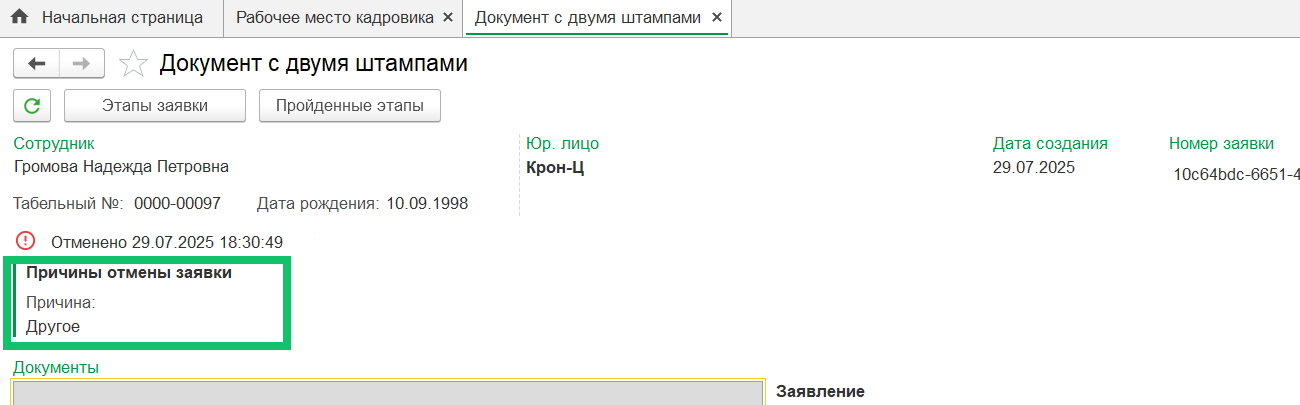 Начальная страница Рабочее место кадровика × Документ с двумя штампами ×
Документ с двумя штампами
Этапы заявки Пройденные этапы
Сотрудник Юр. лицо Дата создания Номер заявки
Громова Надежда Петровна Крон-Ц 29.07.2025 10c64bdc-6651-4
Табельный №: 0000-00097 Дата рождения: 10.09.1998
Отменено 29.07.2025 18:30:49
Причины отмены заявки
Причина:
Другое
Документы
Заявление